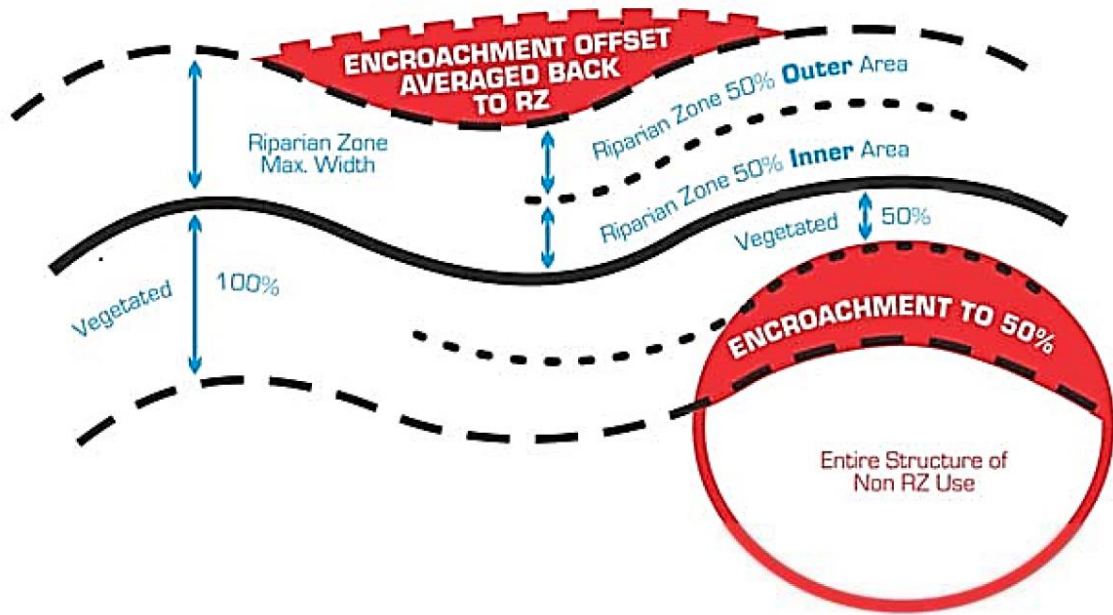 ENCROACHMENT OFFSET
AVERAGED BACK
TO RZ
Riparian Zone
Max. Width
Riparian Zone 50% Outer Area
Riparian Zone 50% Inner Area
Vegetated
50%
Vegetated
100%
ENCROACHMENT TO 50%
Entire Structure of
Non RZ Use